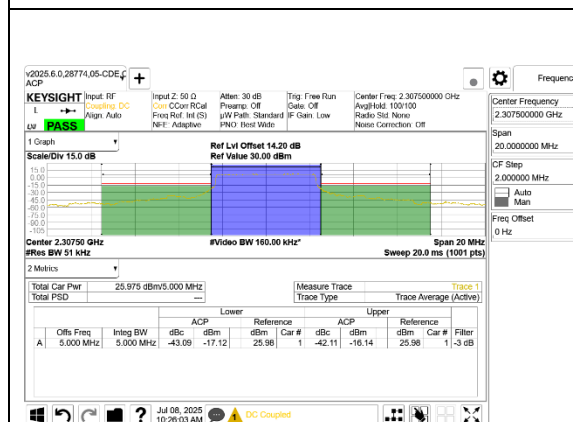 v2025.6.0,28774,05-CDE,C
ACP
Frequenc
KEYSIGHT
L
PASS
Input: RF
Coupling: DC
Align: Auto
Input Z: 50 Ω
Corr CCorr RCal
Freq Ref: Int (S)
NFE: Adaptive
Atten: 30 dB
Preamp: Off
µW Path: Standard
PNO: Best Wide
Trig: Free Run
Gate: Off
IF Gain: Low
Center Freq: 2.307500000 GHz
Avg|Hold: 100/100
Radio Std: None
Noise Correction: Off
Center Frequency
2.307500000 GHz
Span
20.0000000 MHz
CF Step
2.000000 MHz
Auto
Man
Freq Offset
0 Hz
1 Graph
Scale/Div 15.0 dB
Ref Lvl Offset 14.20 dB
Ref Value 30.00 dBm
15.0
0.00
-15.0
-30.0
-45.0
-60.0
-75.0
-90.0
-105
Center 2.30750 GHz
#Video BW 160.00 kHz*
Span 20 MHz
#Res BW 51 kHz
Sweep 20.0 ms (1001 pts)
2 Metrics
Total Car Pwr 25.975 dBm/5.000 MHz
Total PSD ---
Measure Trace Trace 1
Trace Type Trace Average (Active)
Lower Upper
ACP Reference ACP Reference
Offs Freq Integ BW dBc dBm dBm Car # dBc dBm dBm Car # Filter
A 5.000 MHz 5.000 MHz -43.09 -17.12 25.98 1 -42.11 -16.14 25.98 1 -3 dB
?
Jul 08, 2025
10:26:03 AM
DC Coupled